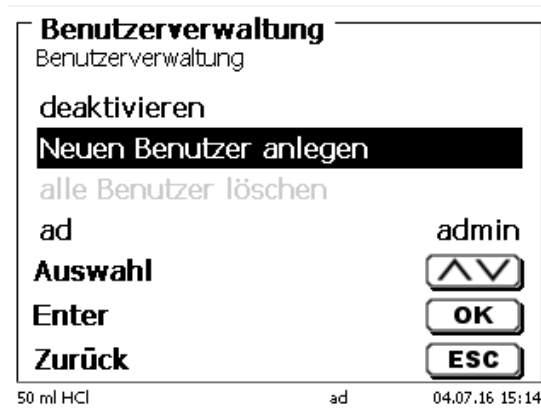 Benutzerverwaltung
Benutzerverwaltung
deaktivieren
Neuen Benutzer anlegen
alle Benutzer löschen
ad admin
Auswahl
Enter OK
Zurück ESC
50 ml HCl ad 04.07.16 15:14